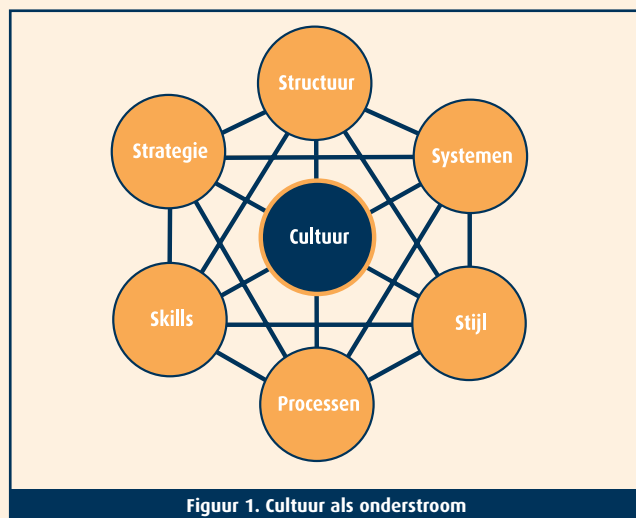 Structuur
Strategie
Systemen
Cultuur
Skills
Stijl
Processen
Figuur 1. Cultuur als onderstroom